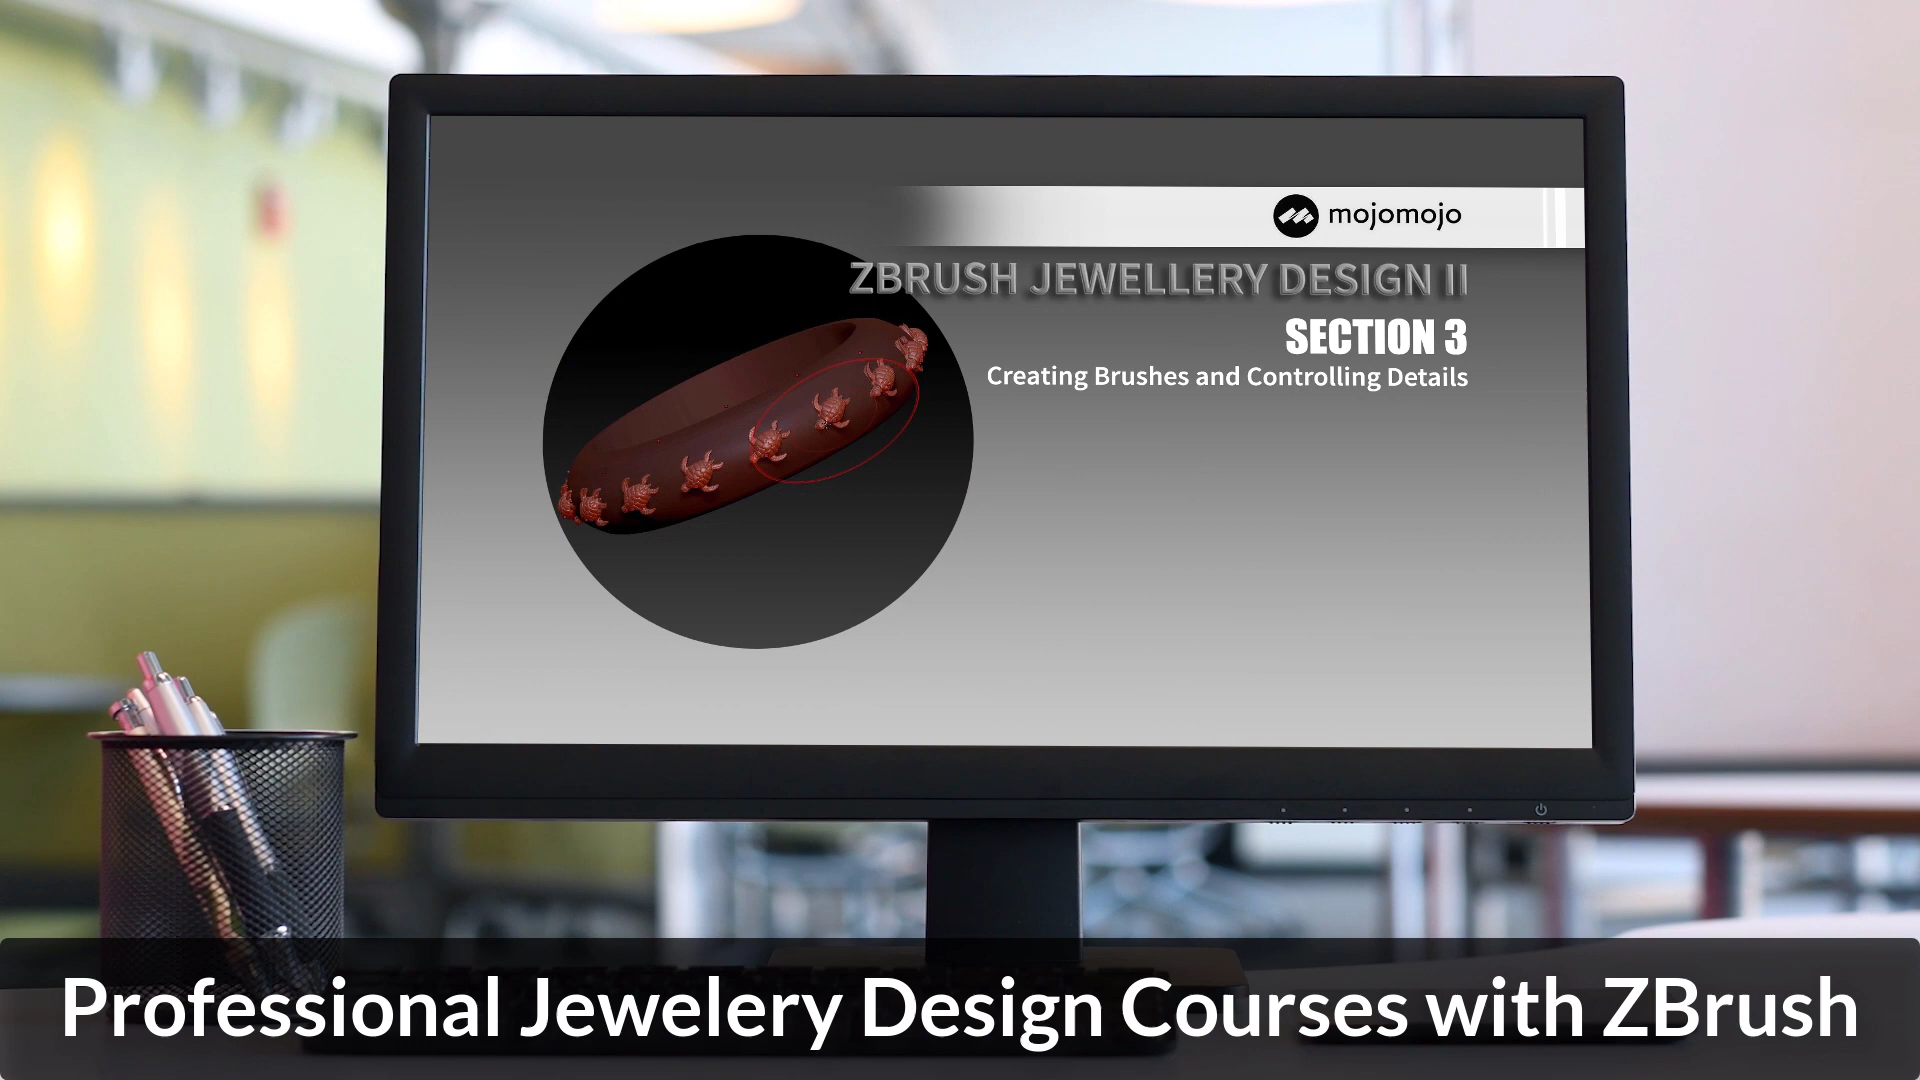 mojomojo
ZBRUSH JEWELLERY DESIGN II
SECTION 3
Creating Brushes and Controlling Details
Professional Jewelery Design Courses with ZBrush